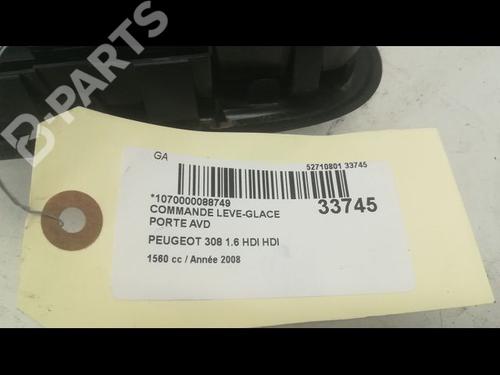 B-PARTS
GA
52710801 33745
*1070000088749
COMMANDE LEVE-GLACE
PORTE AVD
33745
PEUGEOT 308 1.6 HDI HDI
1560 cc / Année 2008